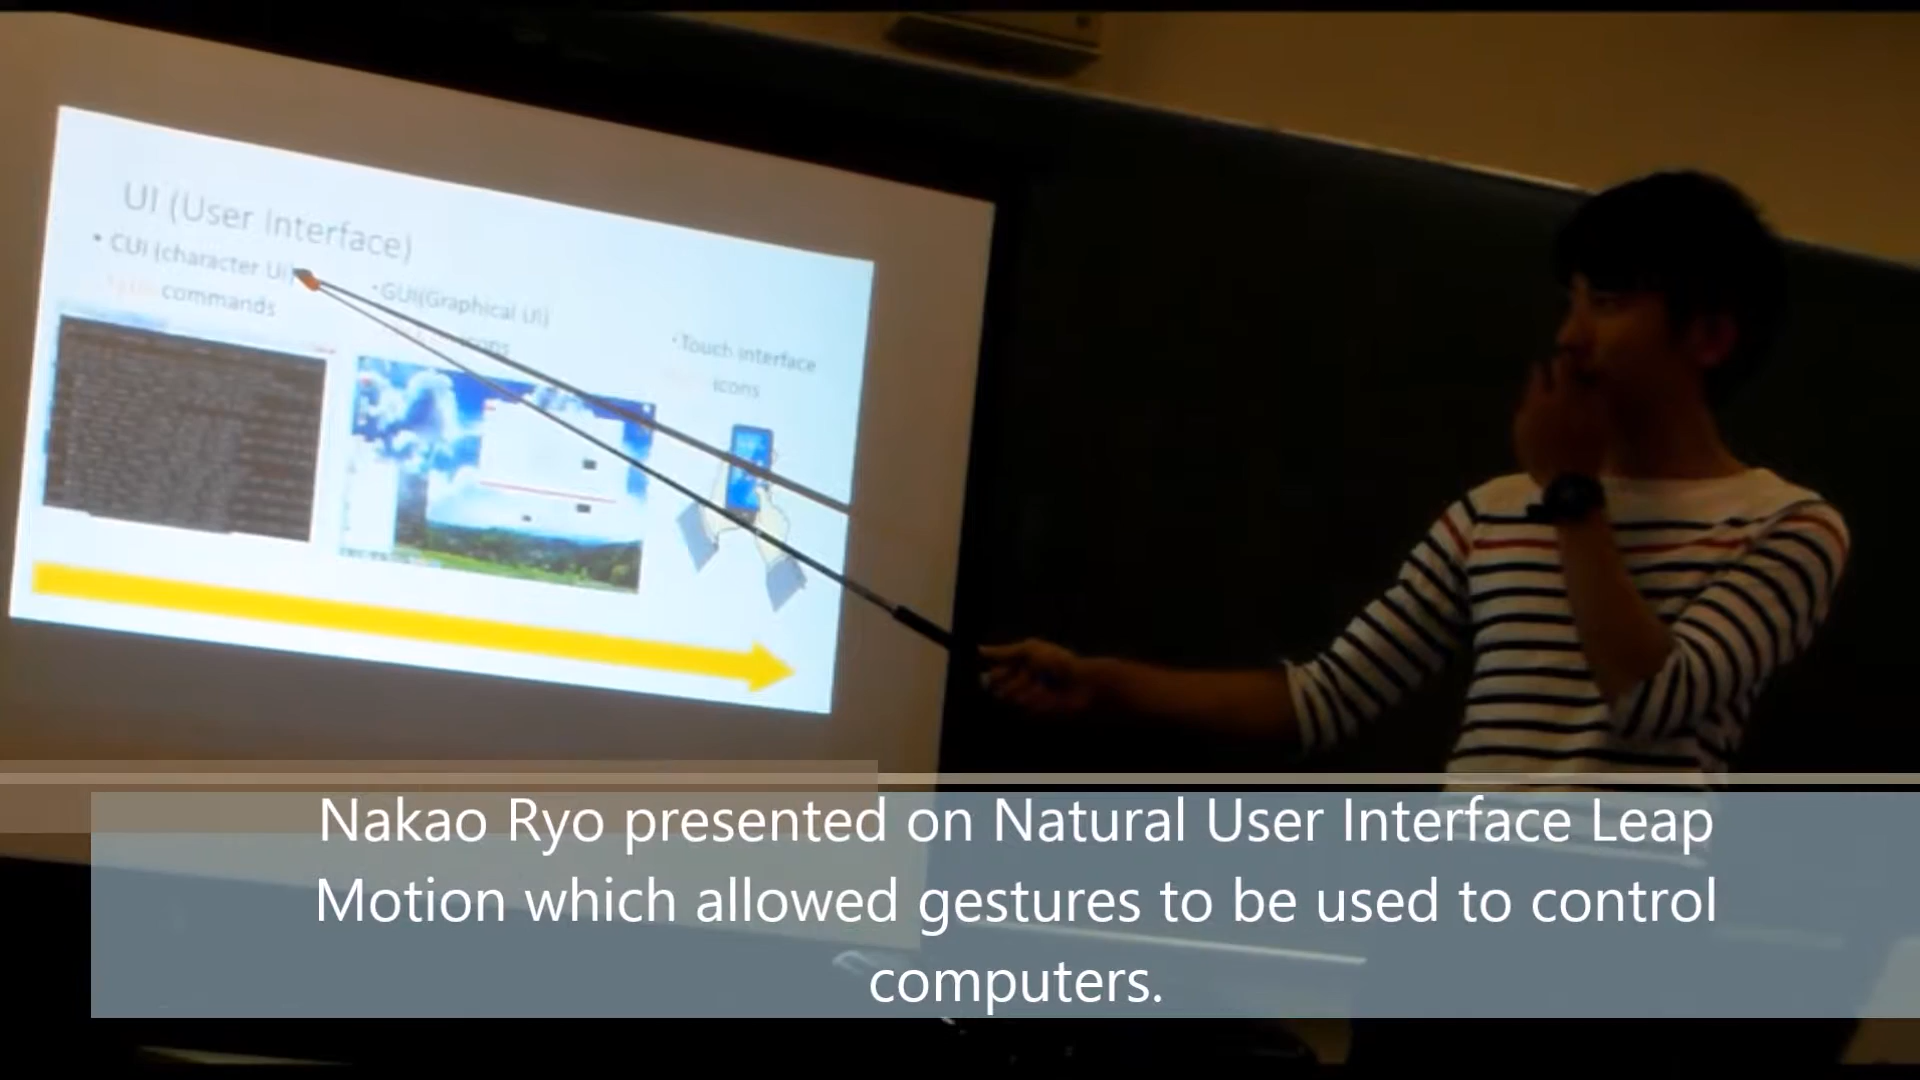 UI (User Interface)
• CUI (character UI)
commands
•GUI(Graphical UI)
icons
•Touch interface
icons
Nakao Ryo presented on Natural User Interface Leap
Motion which allowed gestures to be used to control
computers.